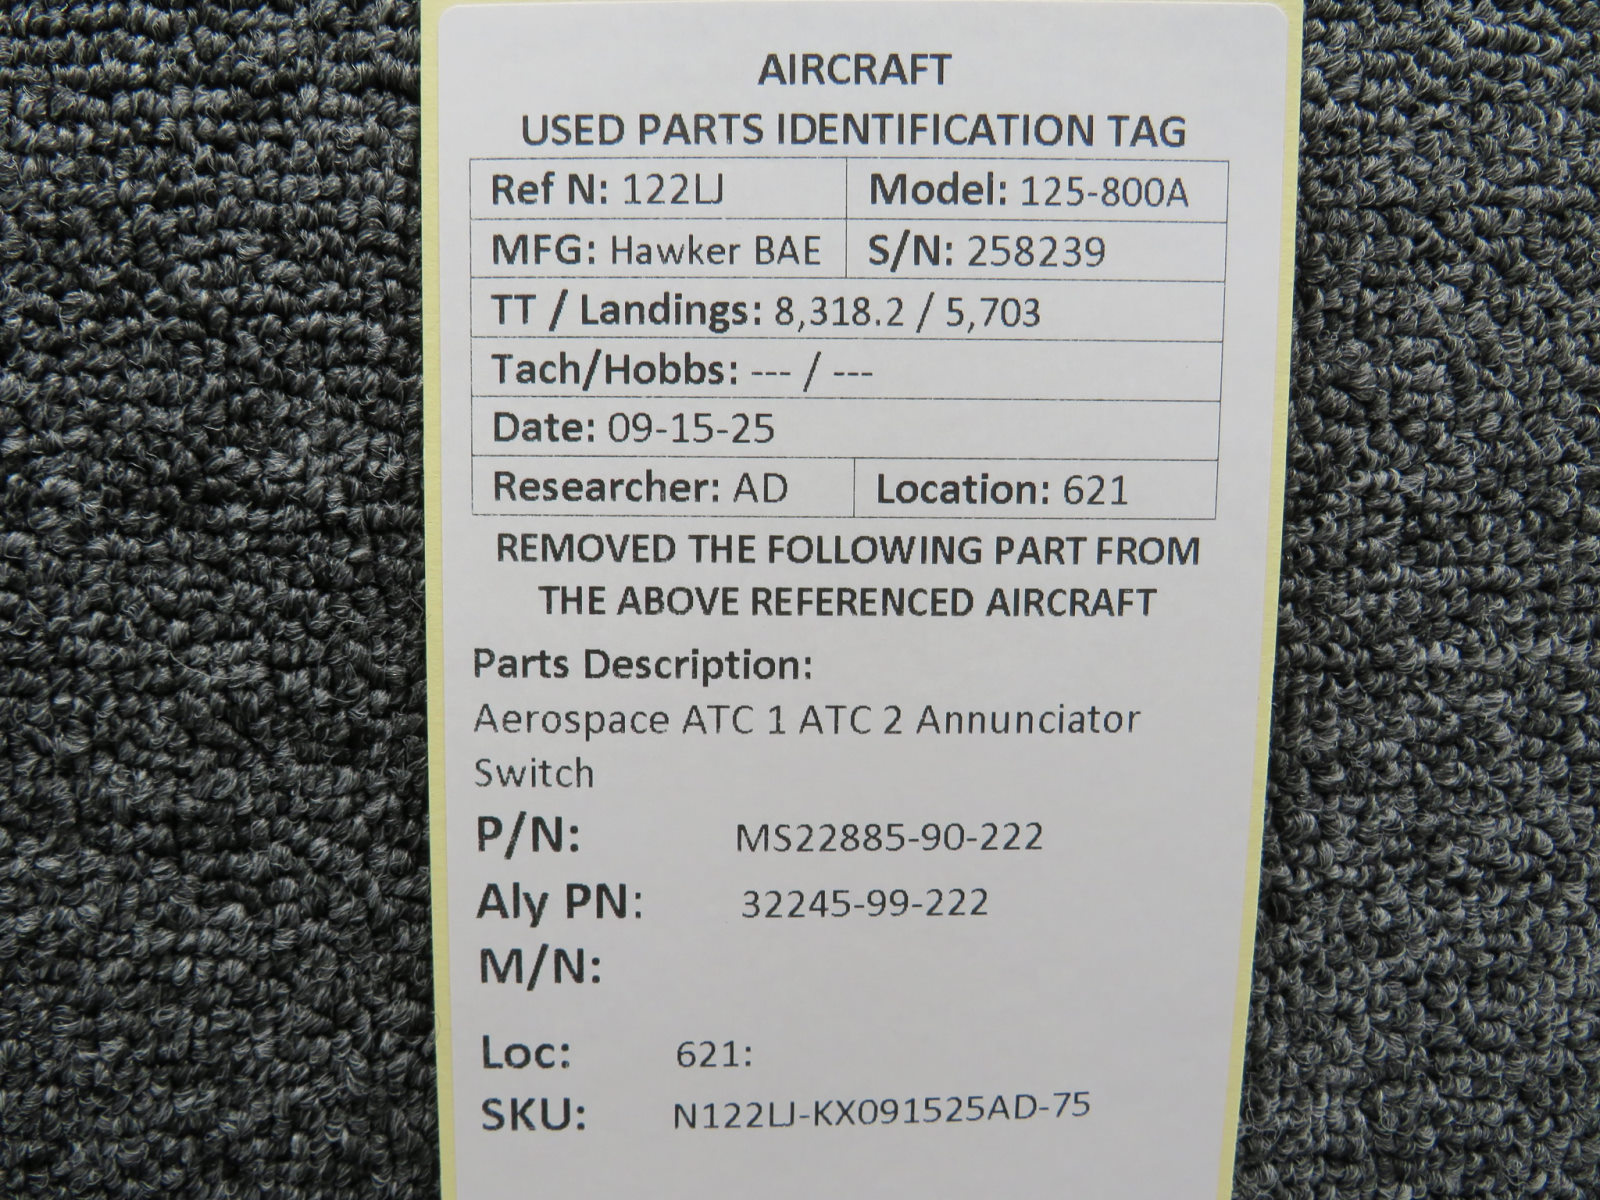 AIRCRAFT
USED PARTS IDENTIFICATION TAG
Ref N: 122LJ Model: 125-800A
MFG: Hawker BAE S/N: 258239
TT / Landings: 8,318.2 / 5,703
Tach/Hobbs: --- / ---
Date: 09-15-25
Researcher: AD Location: 621
REMOVED THE FOLLOWING PART FROM
THE ABOVE REFERENCED AIRCRAFT
Parts Description:
Aerospace ATC 1 ATC 2 Annunciator
Switch
P/N: MS22885-90-222
Aly PN: 32245-99-222
M/N:
Loc: 621:
SKU: N122LJ-KX091525AD-75